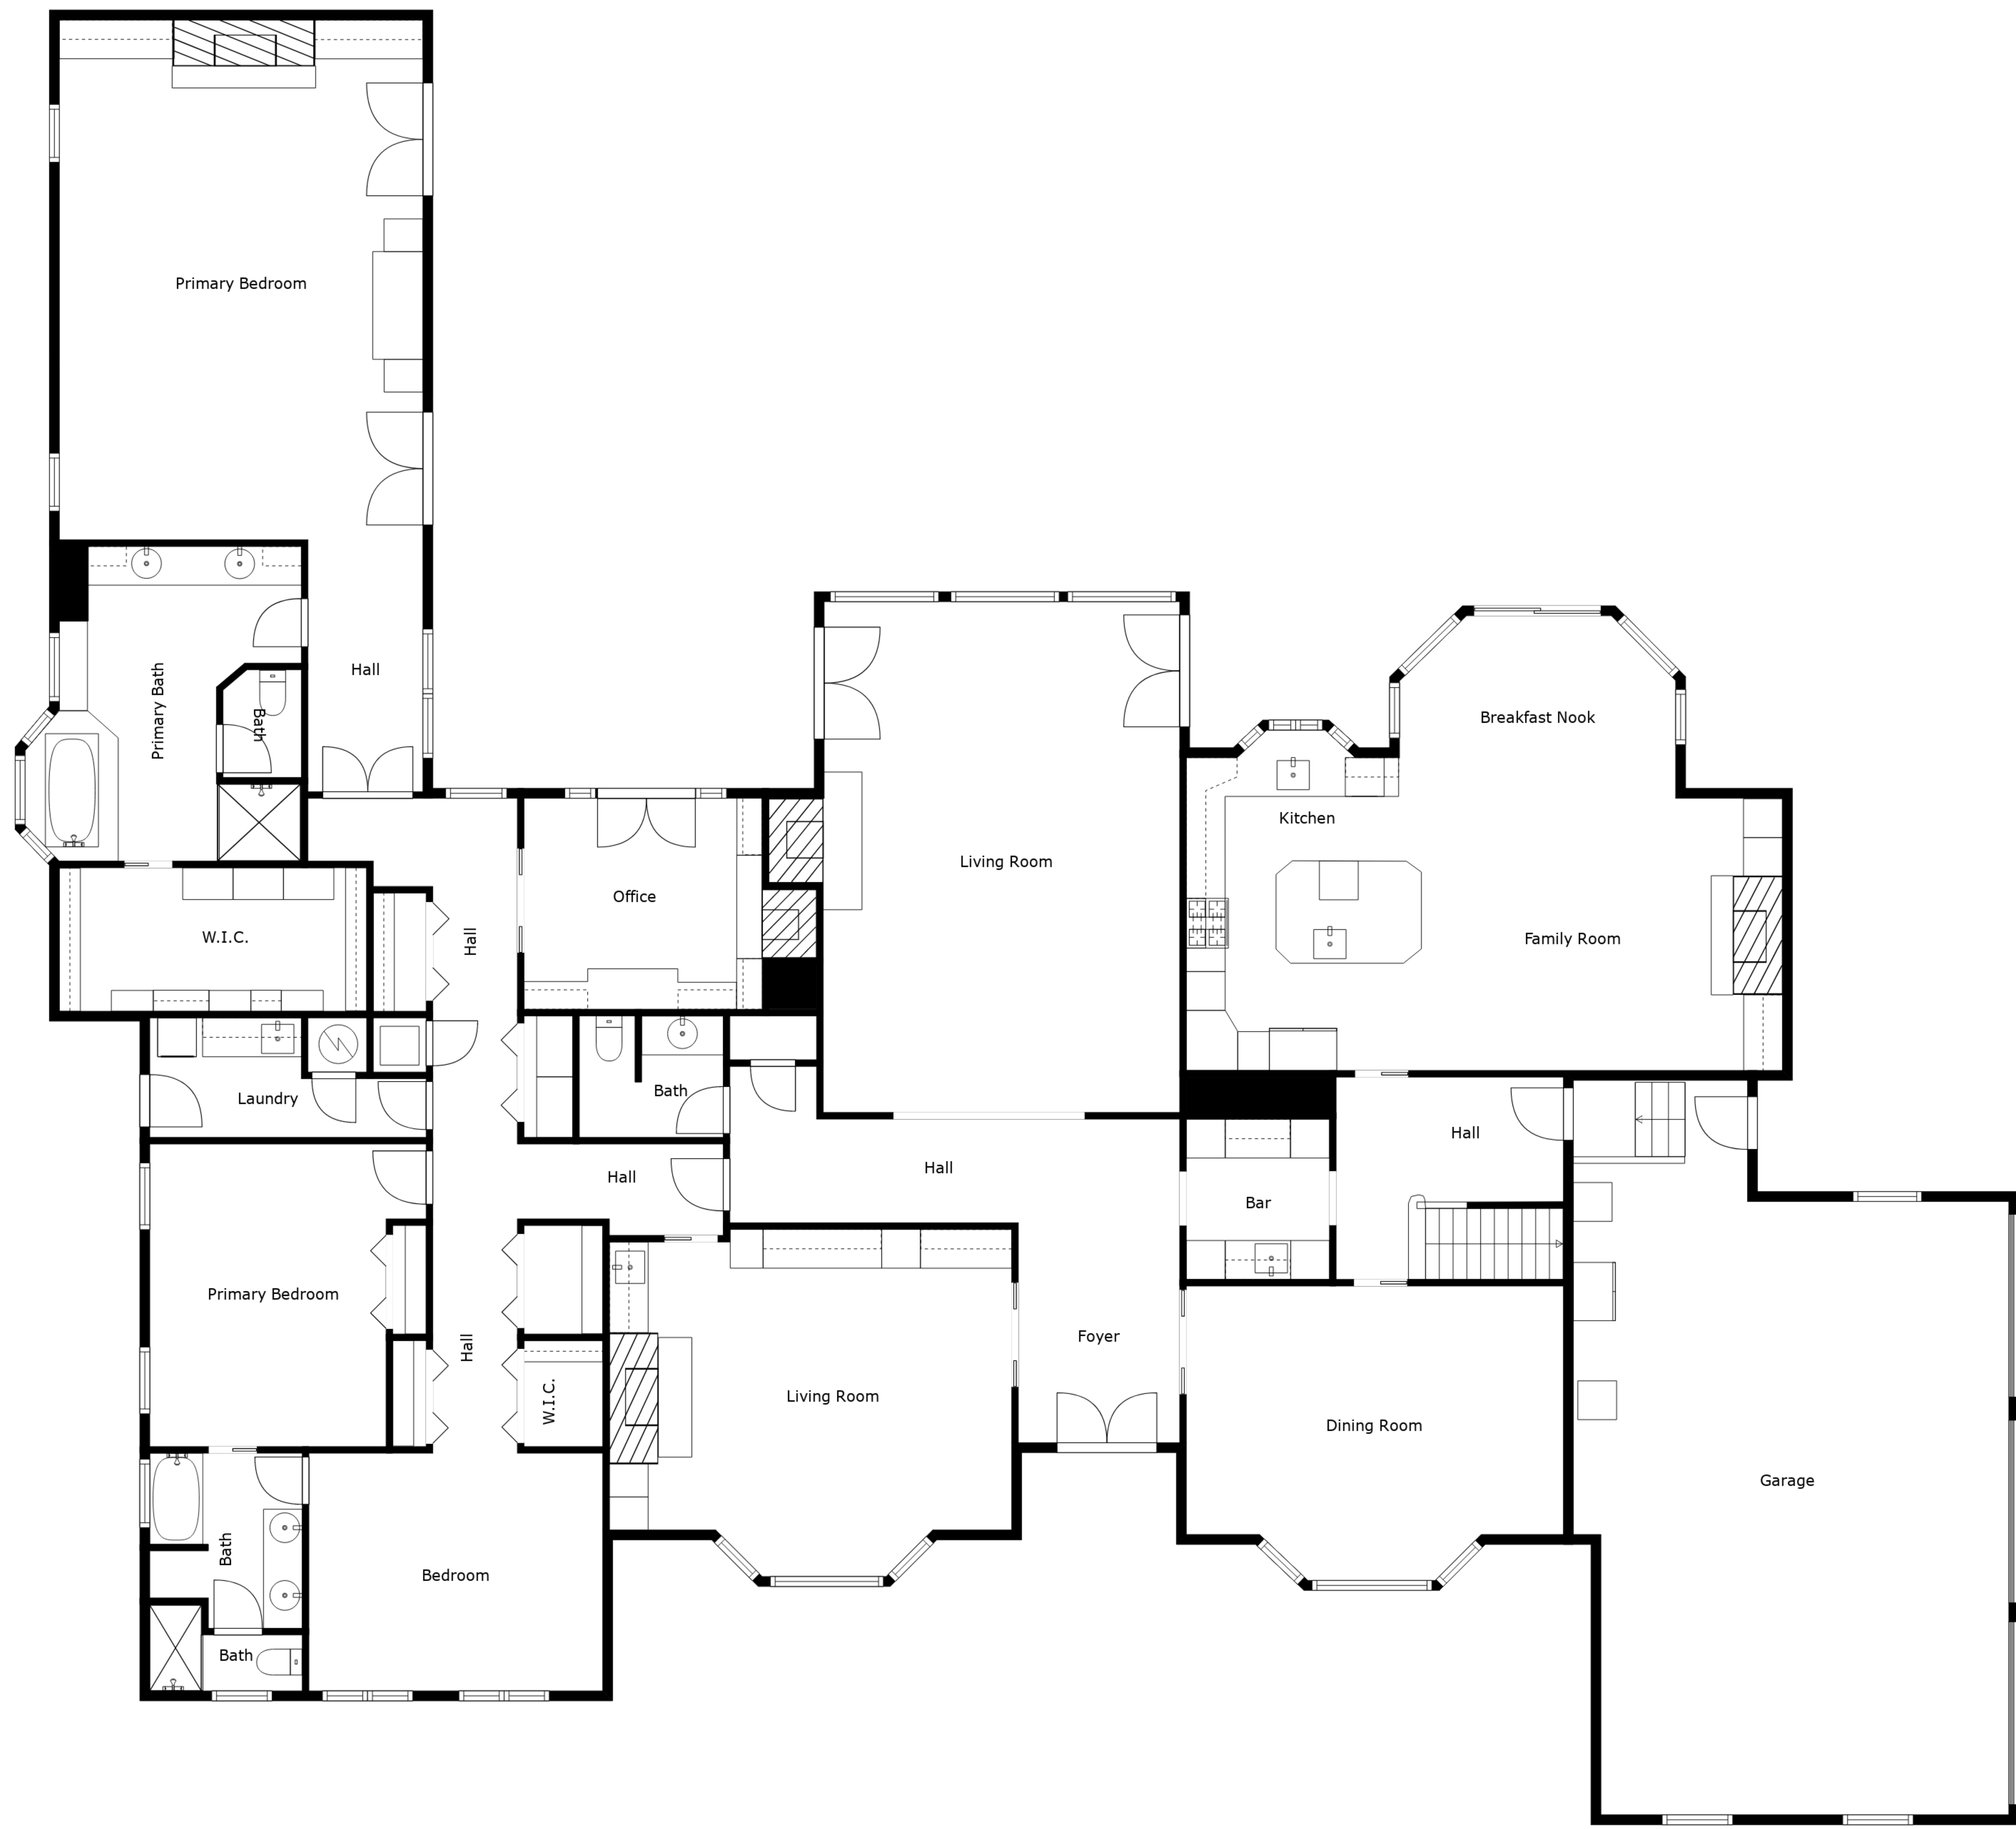 Primary Bedroom
Primary Bath
Bath
Hall
Breakfast Nook
Kitchen
Living Room
Office
Family Room
W.I.C.
Hall
Laundry
Bath
Hall
Hall
Hall
Bar
Primary Bedroom
Hall
Foyer
W.I.C.
Living Room
Dining Room
Garage
Bath
Bedroom
Bath